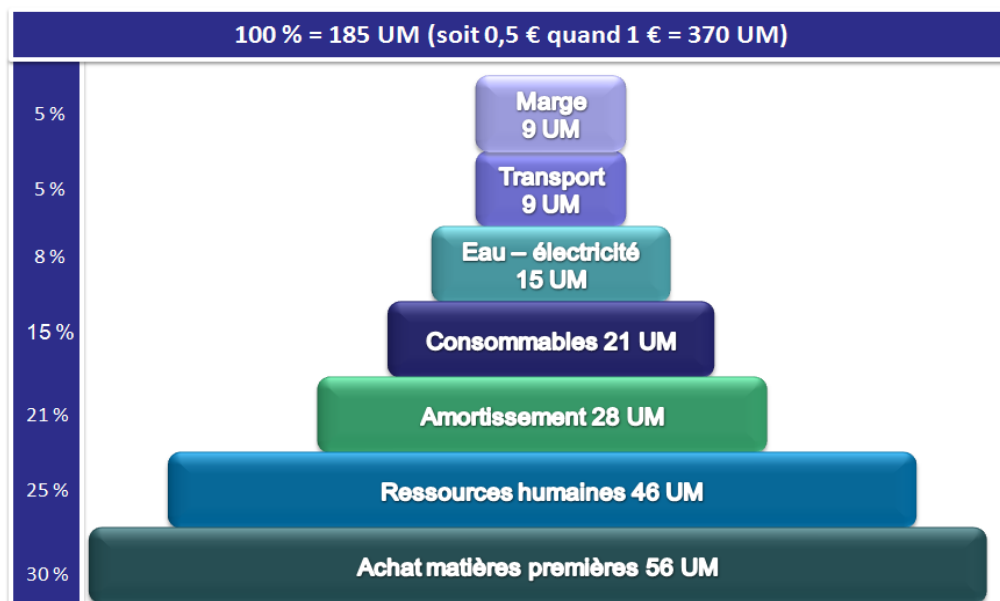 100 % = 185 UM (soit 0,5 € quand 1 € = 370 UM)
5 %
Marge
9 UM
5 %
Transport
9 UM
8 %
Eau – électricité
15 UM
15 %
Consommables 21 UM
21 %
Amortissement 28 UM
25 %
Ressources humaines 46 UM
30 %
Achat matières premières 56 UM